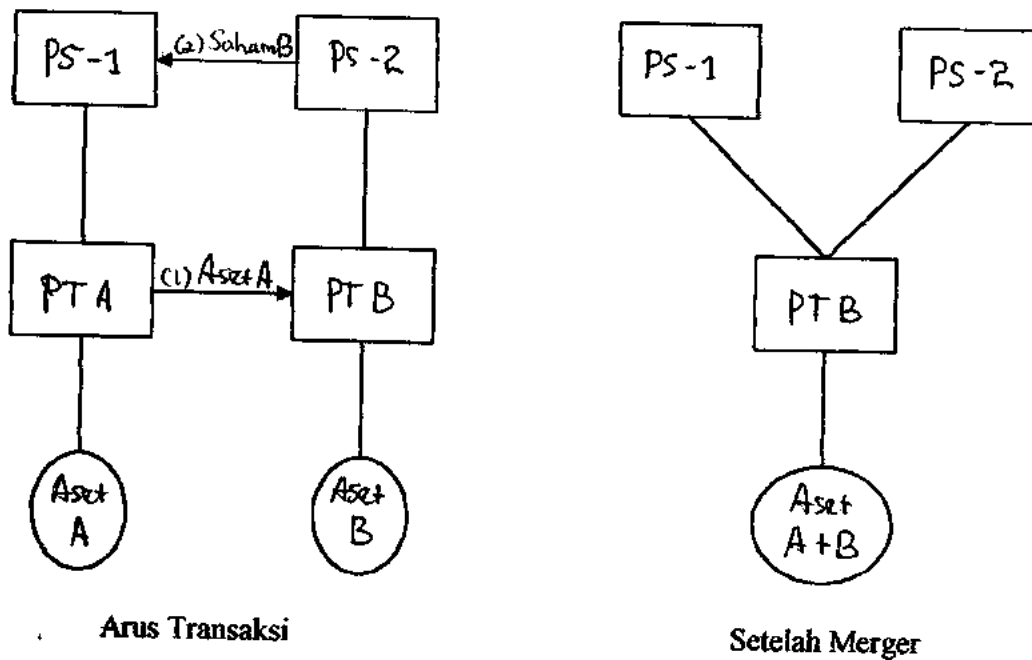 PS-1
(2) Saham B
PS-2
PT A
(1) Aset A
PT B
Aset
A
Aset
B
Arus Transaksi
PS-1
PS-2
PT B
Aset
A+B
Setelah Merger